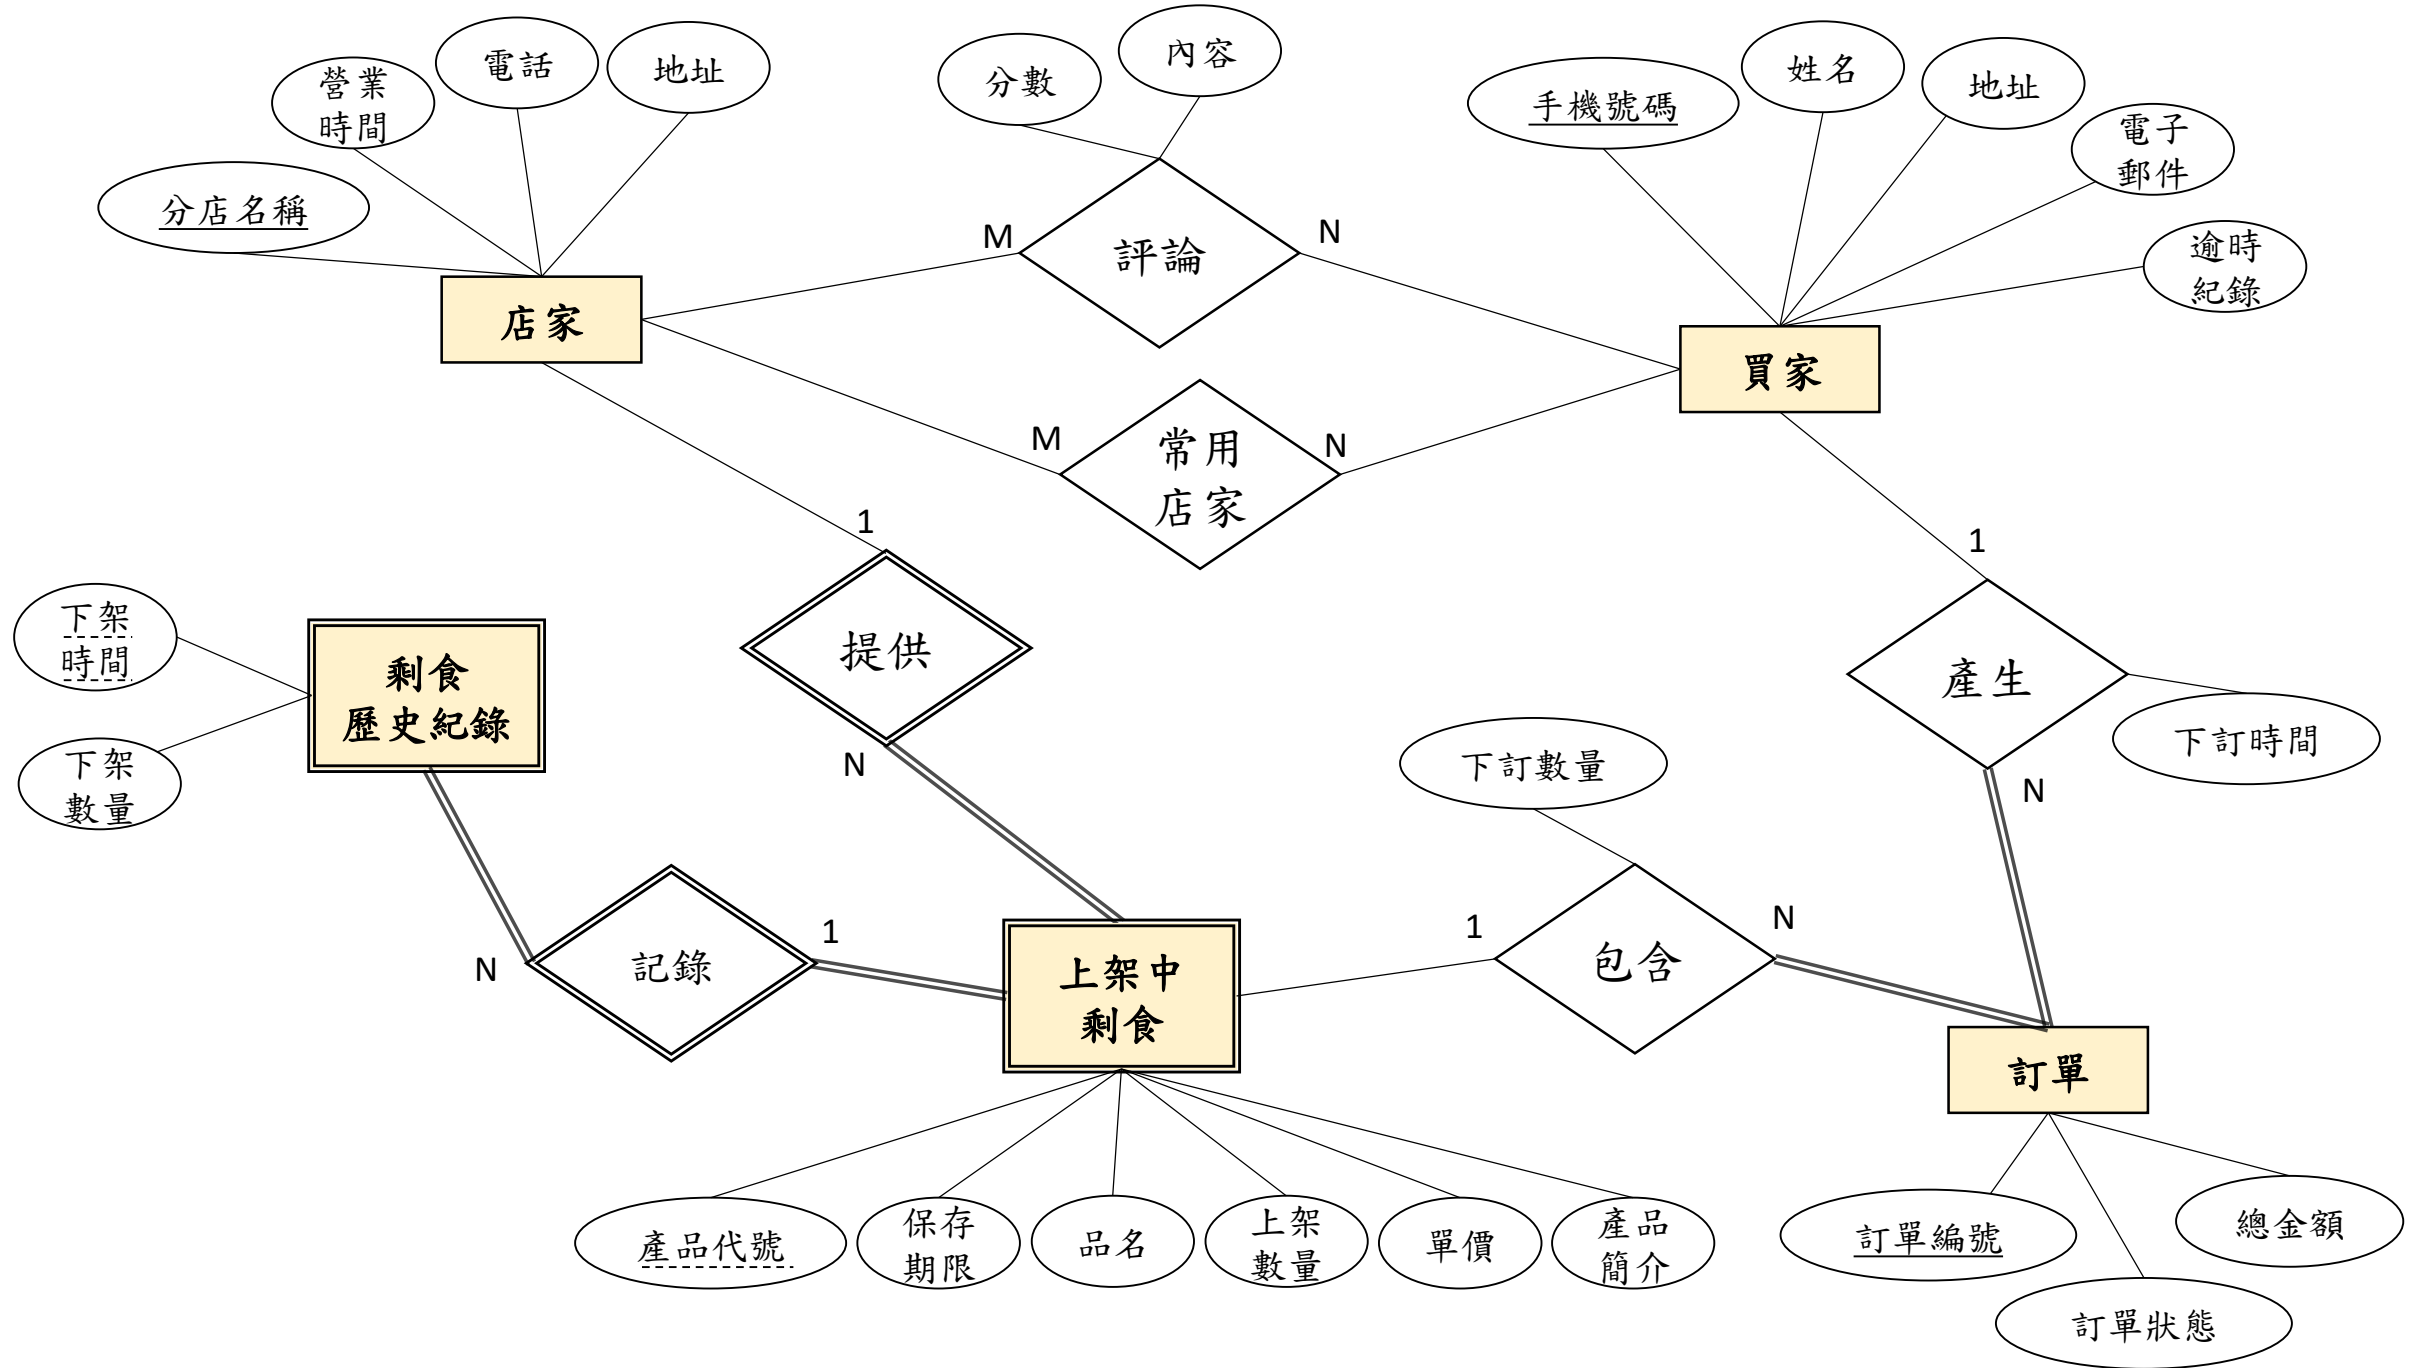 電話
地址
內容
分數
姓名
地址
營業
時間
手機號碼
電子
郵件
分店名稱
逾時
紀錄
M
N
評論
店家
買家
M
N
常用
店家
1
1
下架
時間
剩食
歷史紀錄
提供
產生
下架
數量
N
下訂數量
下訂時間
N
N
記錄
1
1
N
包含
上架中
剩食
訂單
產品代號
保存
期限
品名
上架
數量
單價
產品
簡介
訂單編號
總金額
訂單狀態